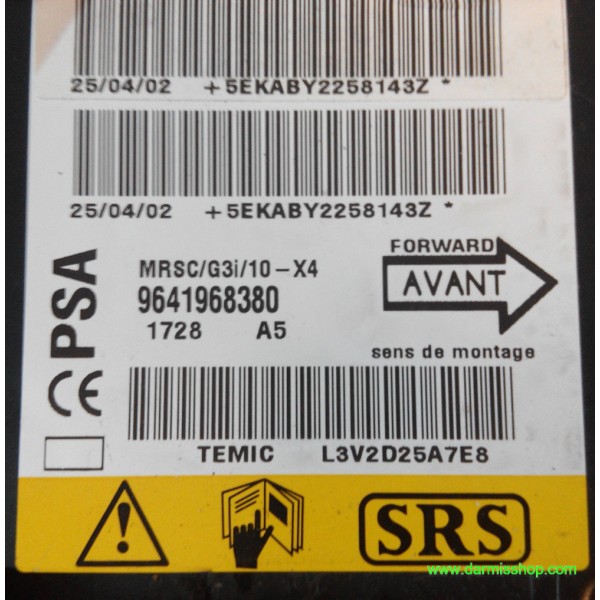 25/04/02 +5EKABY2258143Z *
25/04/02 +5EKABY2258143Z *
PSA
CE
MRSC/G3i/10-X4
9641968380
1728 A5
FORWARD
AVANT
sens de montage
TEMIC L3V2D25A7E8
SRS
www.darmisshop.com